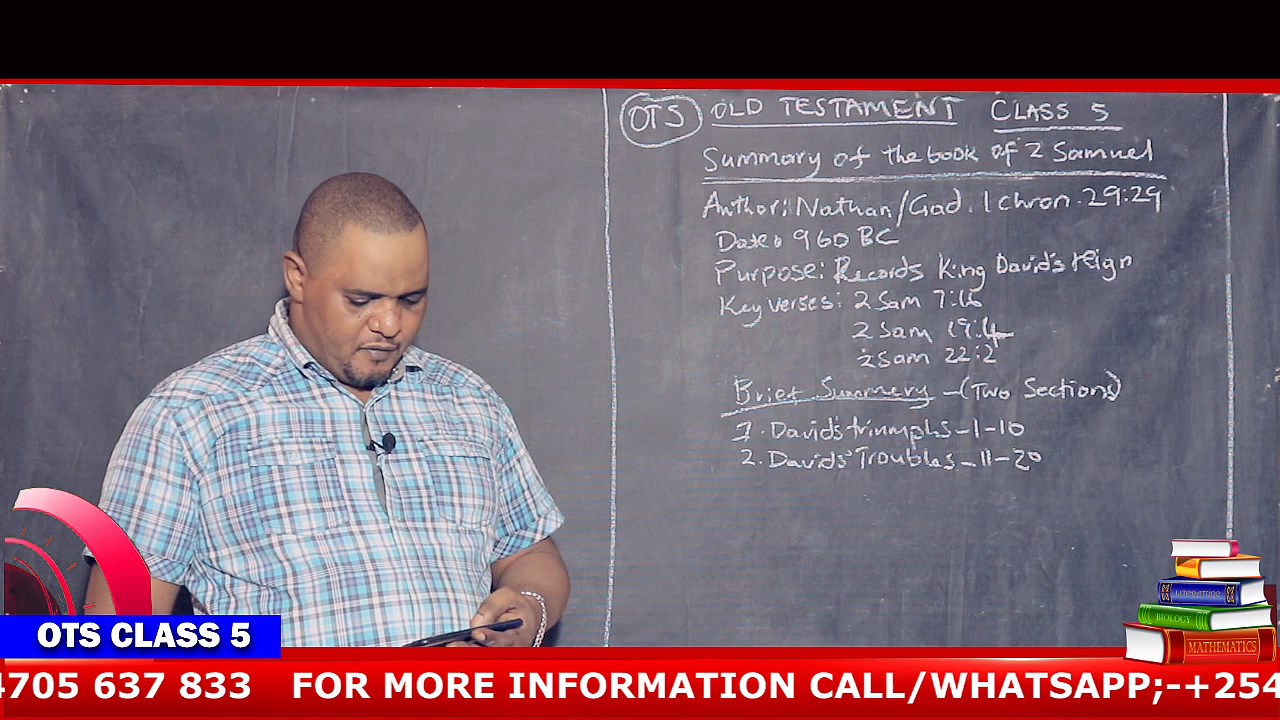 OTS OLD TESTAMENT CLASS 5
Summary of the book of 2 Samuel
Author: Nathan/Gad. 1 chron. 29:29
Date: 960 BC
Purpose: Records King David's reign
Key verses: 2 Sam 7:16
2 Sam 19:4
2 Sam 22:2
Brief Summary - (Two Sections)
1. David's triumphs - 1-10
2. David's Troubles - 11-20
LITERATURE
BIOLOGY
MATHEMATICS
OTS CLASS 5
4705 637 833 FOR MORE INFORMATION CALL/WHATSAPP;-+254